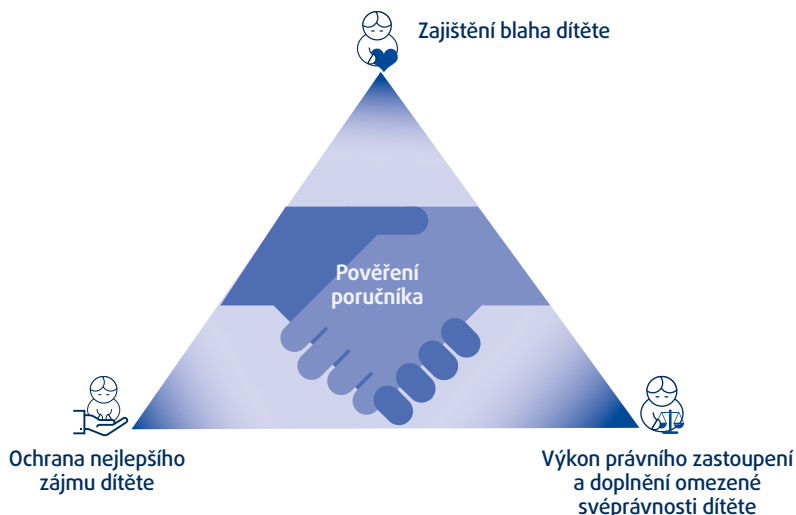 Zajištění blaha dítěte
Pověření
poručníka
Ochrana nejlepšího
zájmu dítěte
Výkon právního zastoupení
a doplnění omezené
svéprávnosti dítěte